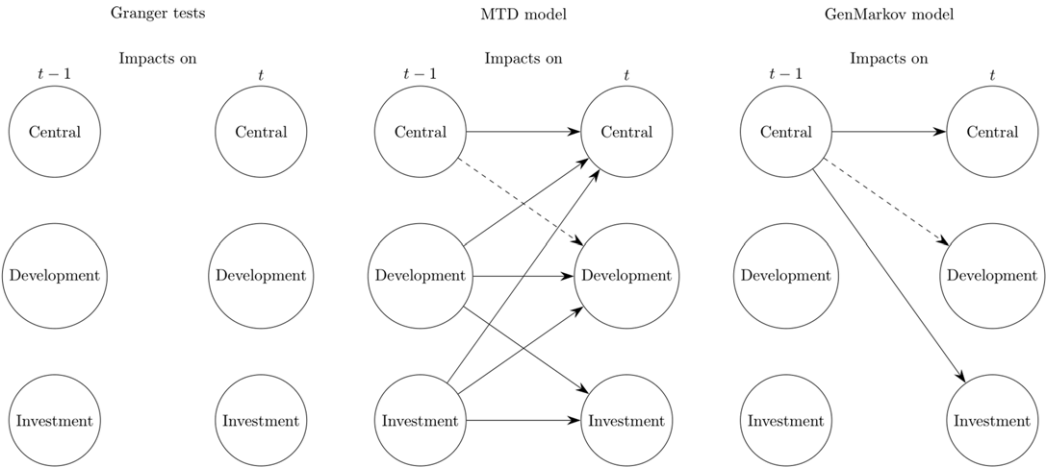 Granger tests
Impacts on
t − 1
t
Central
Central
Development
Development
Investment
Investment
MTD model
Impacts on
t − 1
t
Central
Central
Development
Development
Investment
Investment
GenMarkov model
Impacts on
t − 1
t
Central
Central
Development
Development
Investment
Investment